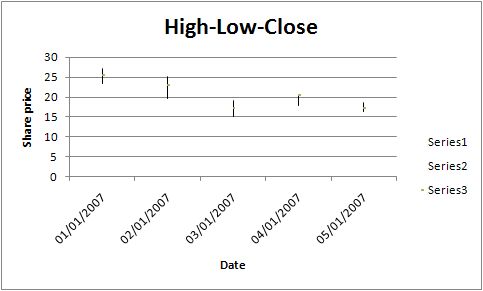 High-Low-Close
30
25
20
15
10
5
0
Share price
01/01/2007
02/01/2007
03/01/2007
04/01/2007
05/01/2007
Date
Series1
Series2
Series3